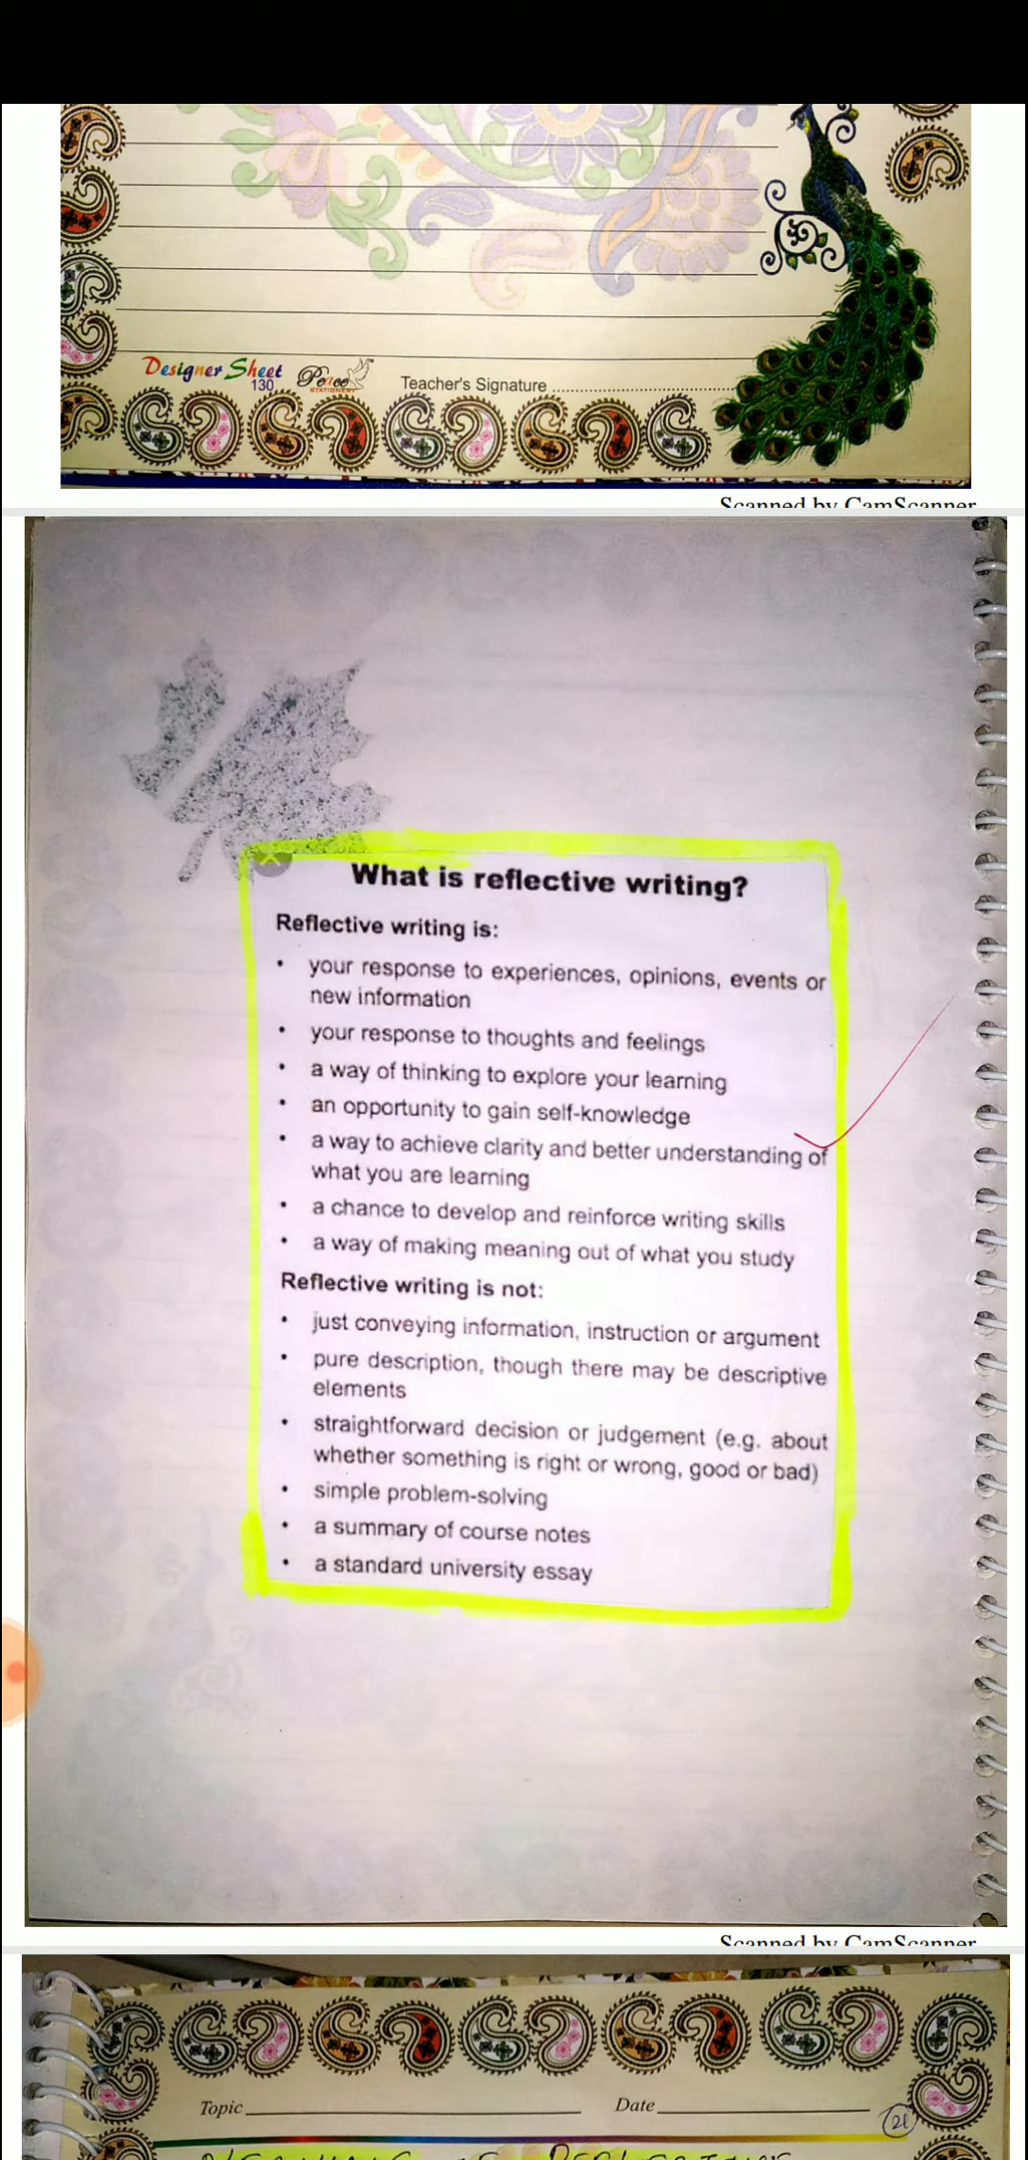 Designer Sheet
130
Peace
STATIONERY
Teacher's Signature
Scanned by CamScanner
What is reflective writing?
Reflective writing is:
• your response to experiences, opinions, events or
new information
• your response to thoughts and feelings
• a way of thinking to explore your learning
• an opportunity to gain self-knowledge
• a way to achieve clarity and better understanding of
what you are learning
• a chance to develop and reinforce writing skills
• a way of making meaning out of what you study
Reflective writing is not:
• just conveying information, instruction or argument
• pure description, though there may be descriptive
elements
• straightforward decision or judgement (e.g. about
whether something is right or wrong, good or bad)
• simple problem-solving
• a summary of course notes
• a standard university essay
Scanned by CamScanner
Topic Date
21